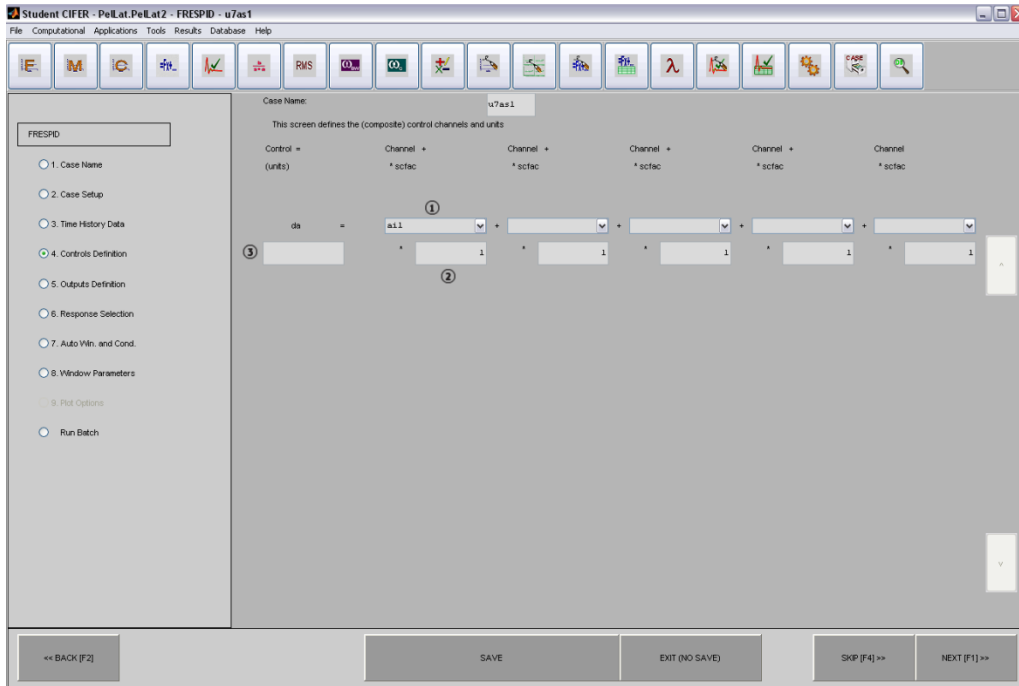 Student CIFER - PelLat.PelLat2 - FRESPID - u7as1
File Computational Applications Tools Results Database Help
RMS
λ
CASE
FRESPID
1. Case Name
2. Case Setup
3. Time History Data
4. Controls Definition
5. Outputs Definition
6. Response Selection
7. Auto Win. and Cond.
8. Window Parameters
9. Plot Options
Run Batch
Case Name: u7as1
This screen defines the (composite) control channels and units
Control = Channel + Channel + Channel + Channel + Channel
(units) * scfac * scfac * scfac * scfac * scfac
①
da = ail + + + +
③ * 1 * 1 * 1 * 1 * 1
②
^
v
<< BACK [F2] SAVE EXIT (NO SAVE) SKIP [F4] >> NEXT [F1] >>